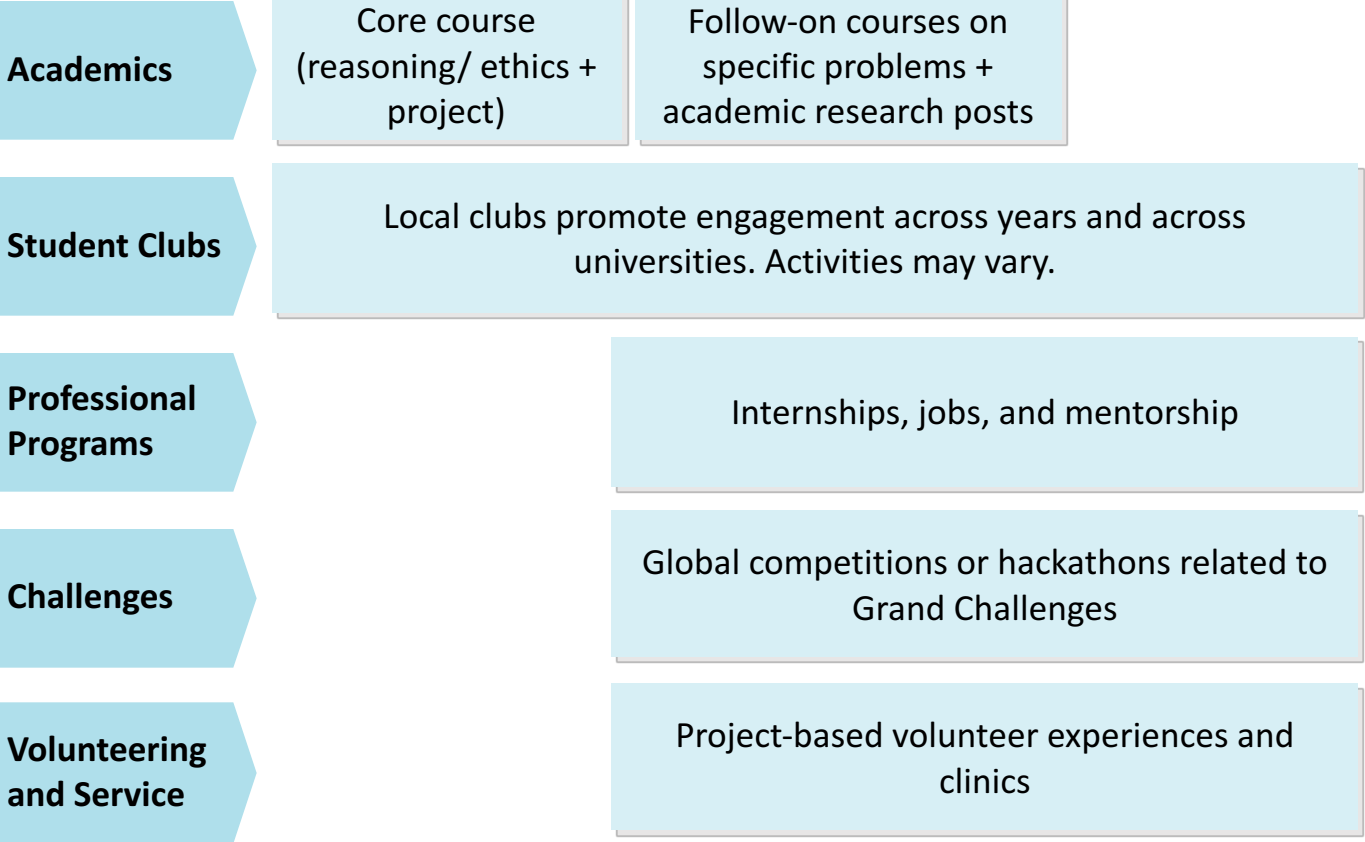 Academics
Core course
(reasoning/ ethics +
project)
Follow-on courses on
specific problems +
academic research posts
Student Clubs
Local clubs promote engagement across years and across
universities. Activities may vary.
Professional
Programs
Internships, jobs, and mentorship
Challenges
Global competitions or hackathons related to
Grand Challenges
Volunteering
and Service
Project-based volunteer experiences and
clinics